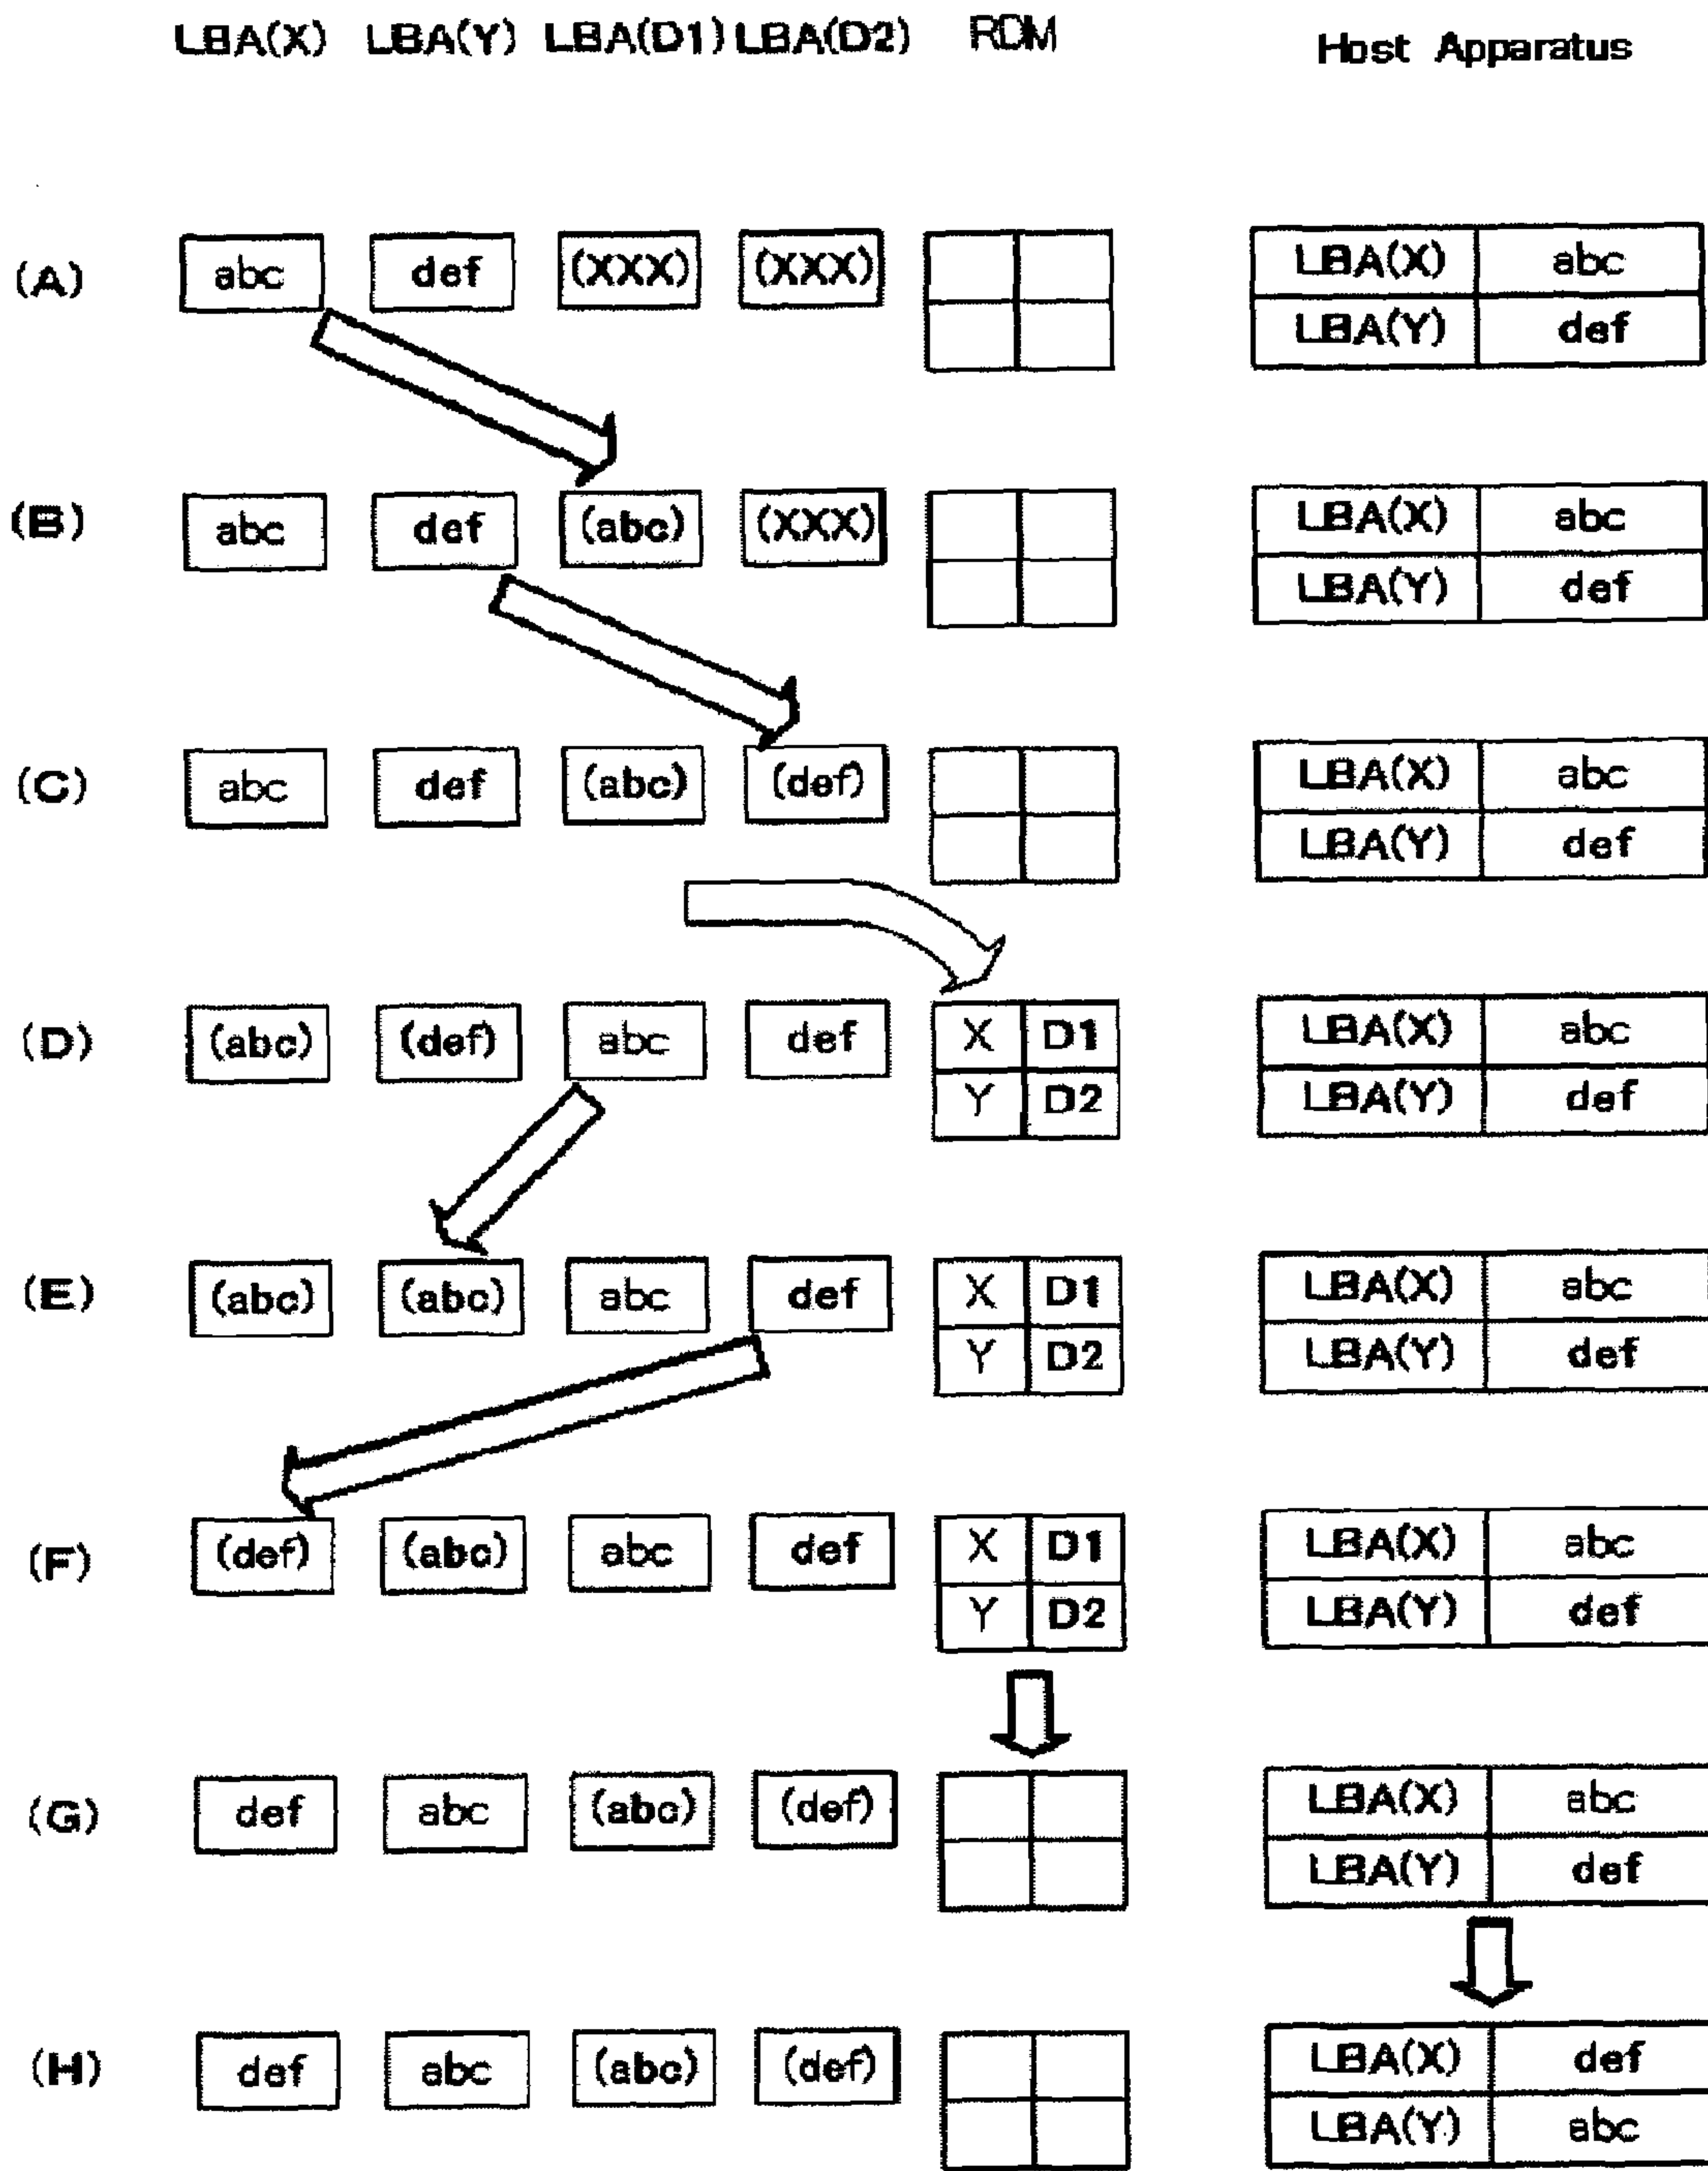 LBA(X) LBA(Y) LBA(D1) LBA(D2) RDM Host Apparatus
(A) abc def (XXX) (XXX) LBA(X) abc
LBA(Y) def
(B) abc def (abc) (XXX) LBA(X) abc
LBA(Y) def
(C) abc def (abc) (def) LBA(X) abc
LBA(Y) def
(D) (abc) (def) abc def X D1 LBA(X) abc
Y D2 LBA(Y) def
(E) (abc) (abc) abc def X D1 LBA(X) abc
Y D2 LBA(Y) def
(F) (def) (abc) abc def X D1 LBA(X) abc
Y D2 LBA(Y) def
(G) def abc (abc) (def) LBA(X) abc
LBA(Y) def
(H) def abc (abc) (def) LBA(X) def
LBA(Y) abc